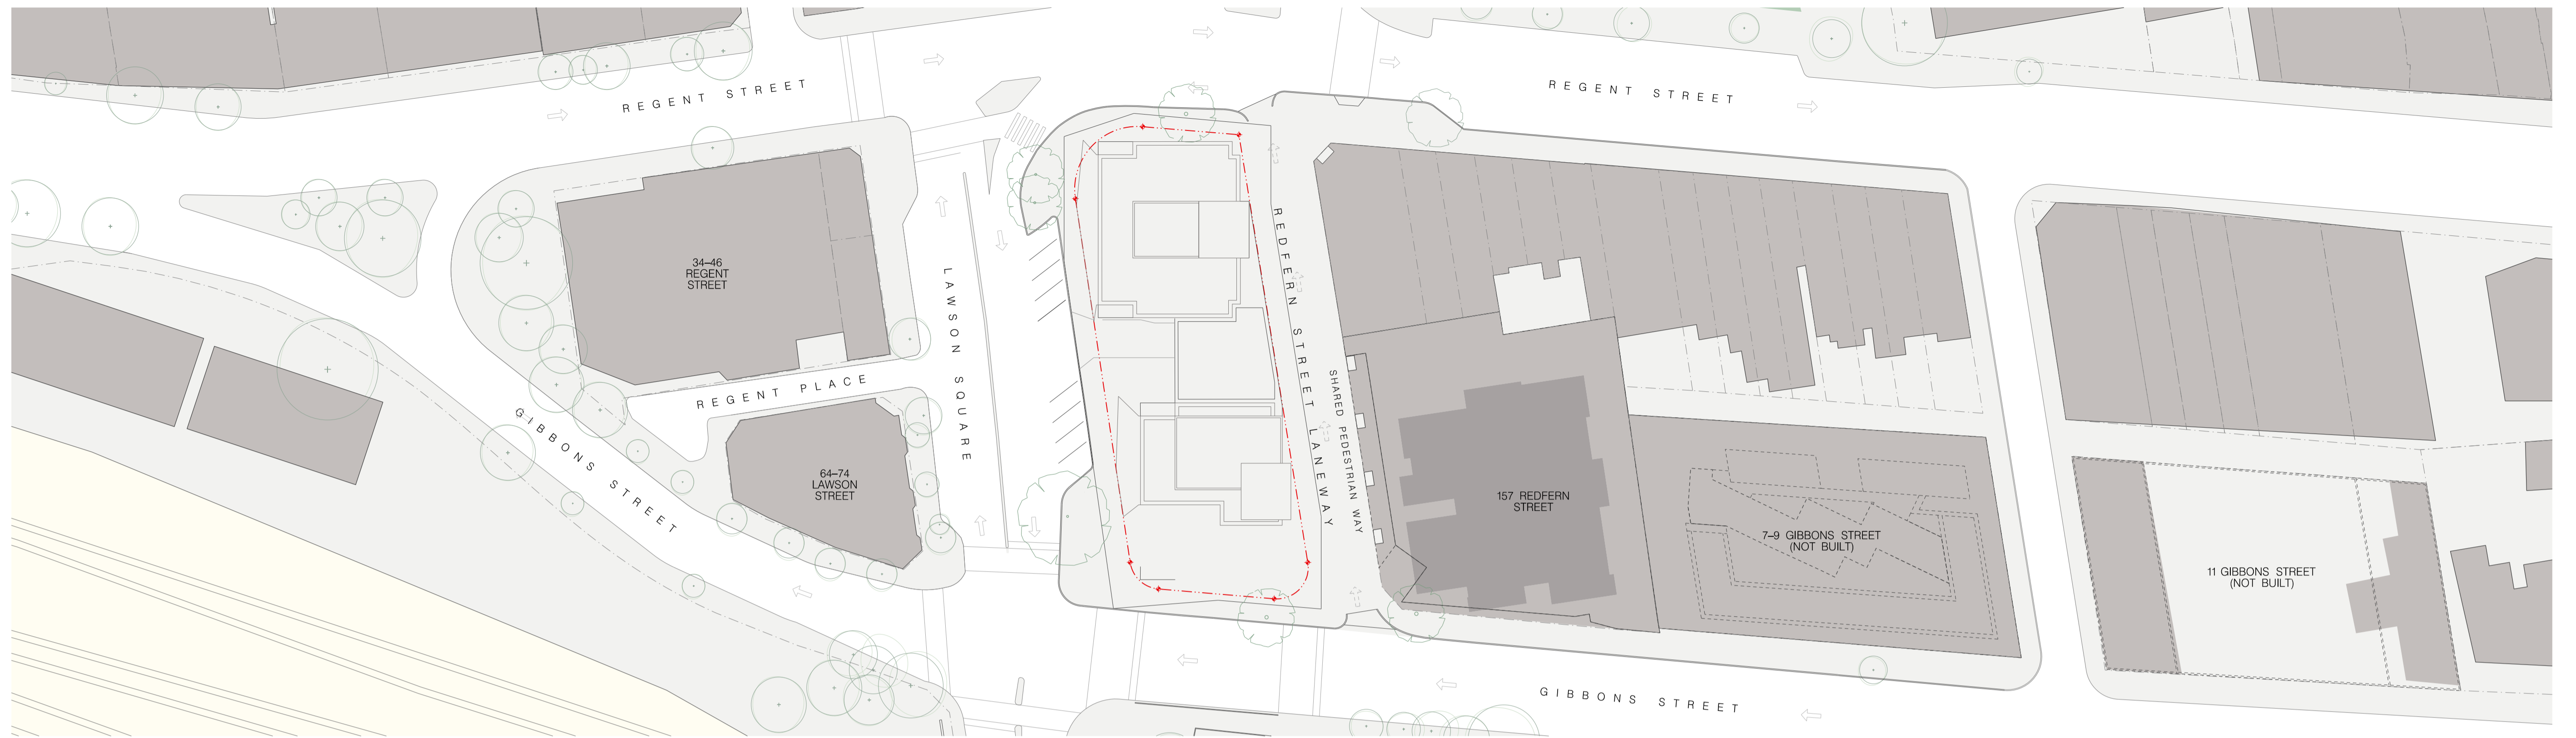 REGENT STREET
REGENT STREET
34–46
REGENT
STREET
LAWSON SQUARE
REDFERN STREET LANEWAY
SHARED PEDESTRIAN WAY
REGENT PLACE
GIBBONS STREET
64–74
LAWSON
STREET
157 REDFERN
STREET
7–9 GIBBONS STREET
(NOT BUILT)
11 GIBBONS STREET
(NOT BUILT)
GIBBONS STREET